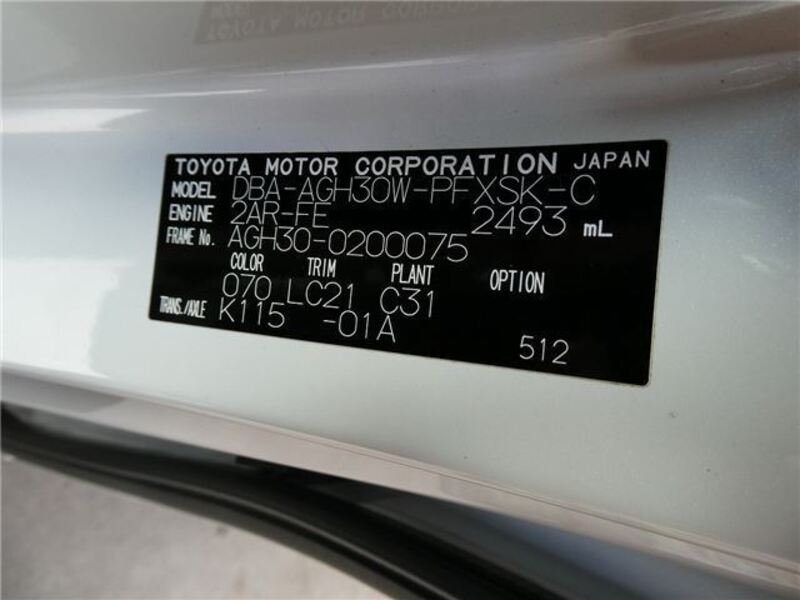 TOYOTA MOTOR CORPORATION JAPAN
MODEL DBA-AGH30W-PFXSK-C
ENGINE 2AR-FE 2493 mL
FRAME No. AGH30-0200075
COLOR TRIM PLANT OPTION
070 LC21 C31
TRANS./AXLE K115 -01A
512